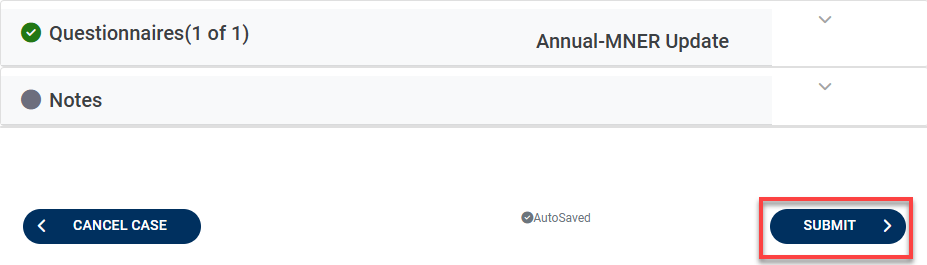 Questionnaires(1 of 1)
Annual-MNER Update
Notes
CANCEL CASE
AutoSaved
SUBMIT